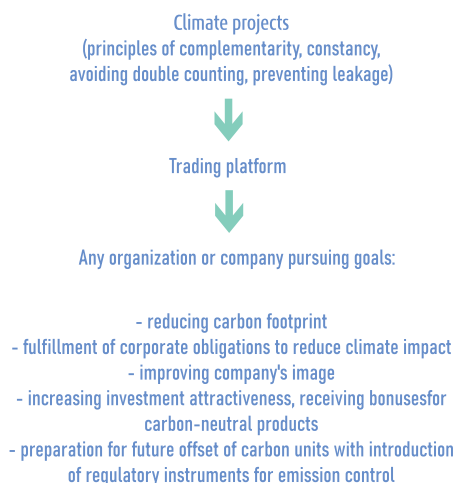 Climate projects
(principles of complementarity, constancy,
avoiding double counting, preventing leakage)
Trading platform
Any organization or company pursuing goals:
- reducing carbon footprint
- fulfillment of corporate obligations to reduce climate impact
- improving company's image
- increasing investment attractiveness, receiving bonusesfor
carbon-neutral products
- preparation for future offset of carbon units with introduction
of regulatory instruments for emission control